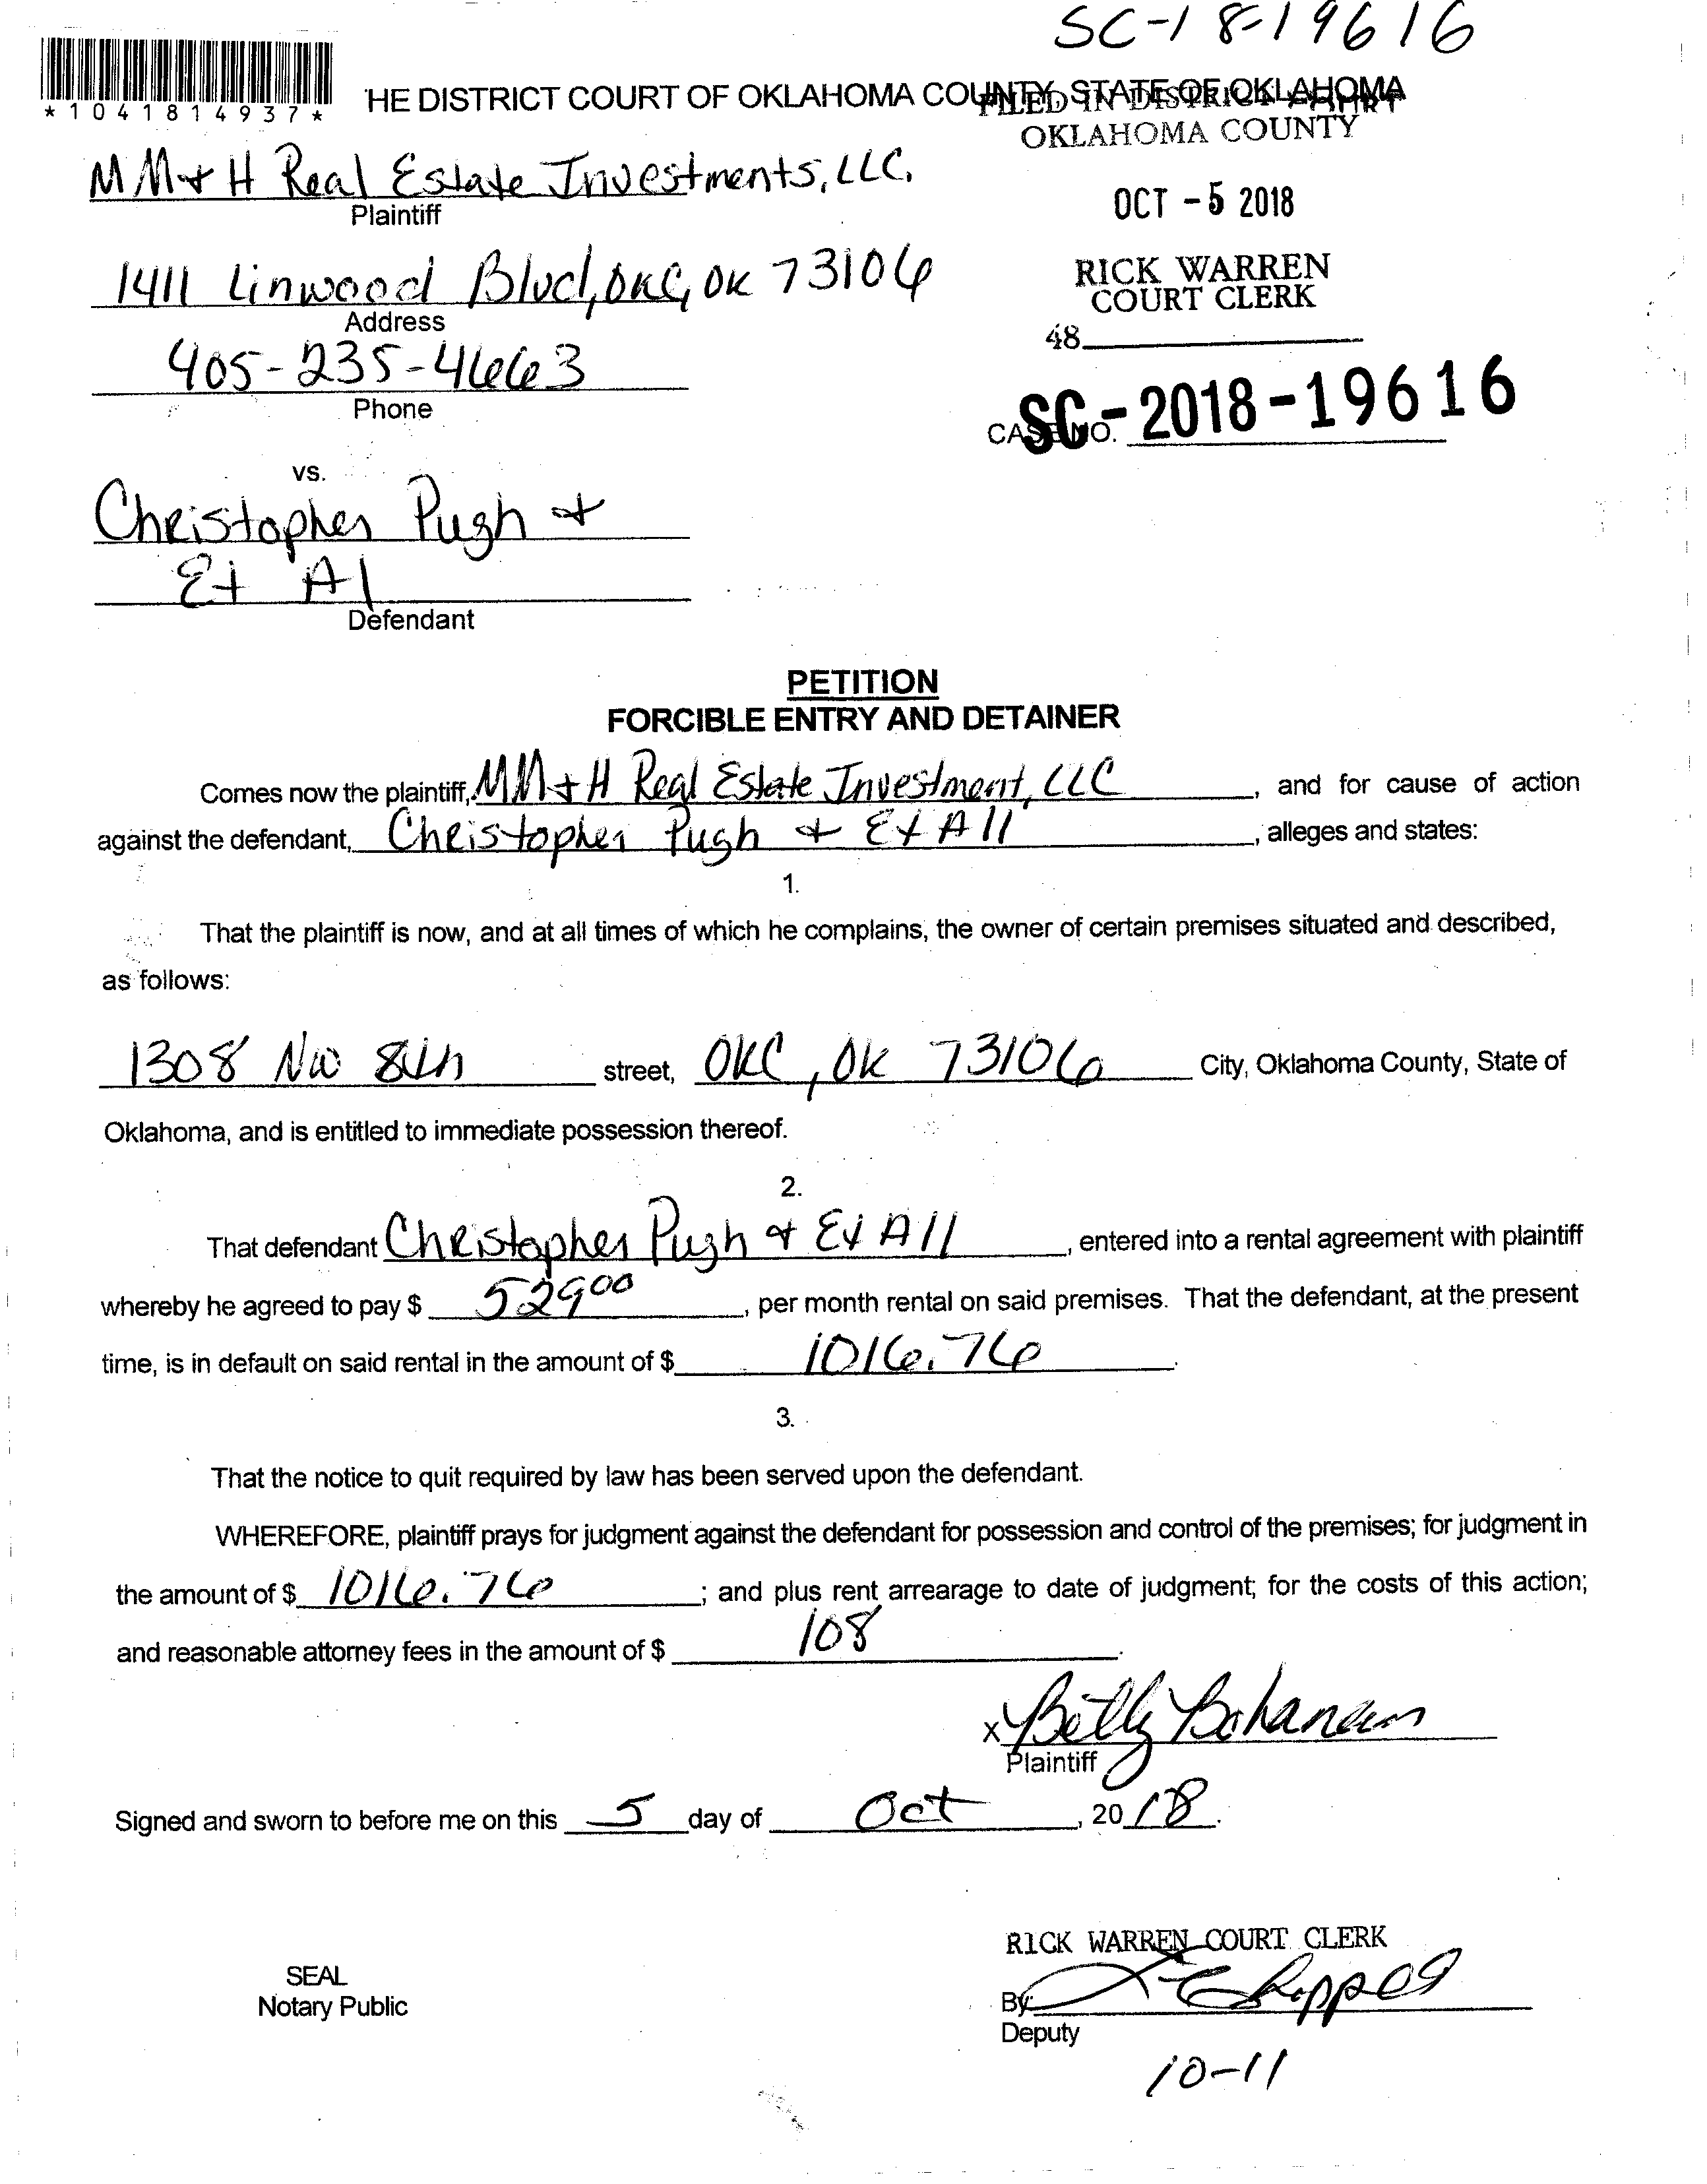 SC-18-19616
*1041814937*
HE DISTRICT COURT OF OKLAHOMA COUNTY, STATE OF OKLAHOMA
FILED IN DISTRICT COURT
OKLAHOMA COUNTY
MM+H Real Estate Investments, LLC.
Plaintiff
OCT -5 2018
1411 Linwood Blvd, OKC, OK 73106
Address
RICK WARREN
COURT CLERK
48
405-235-4663
Phone
CASE NO. SC-2018-19616
vs.
Christopher Pugh +
Et Al
Defendant
PETITION
FORCIBLE ENTRY AND DETAINER
Comes now the plaintiff, MM+H Real Estate Investment, LLC, and for cause of action
against the defendant, Christopher Pugh + Et All, alleges and states:
1.
That the plaintiff is now, and at all times of which he complains, the owner of certain premises situated and described,
as follows:
1308 NW 8th street, OKC, OK 73106 City, Oklahoma County, State of
Oklahoma, and is entitled to immediate possession thereof.
2.
That defendant Christopher Pugh + Et All, entered into a rental agreement with plaintiff
whereby he agreed to pay $ 529 00, per month rental on said premises. That the defendant, at the present
time, is in default on said rental in the amount of $ 1016.76.
3.
That the notice to quit required by law has been served upon the defendant.
WHEREFORE, plaintiff prays for judgment against the defendant for possession and control of the premises; for judgment in
the amount of $ 1016.76; and plus rent arrearage to date of judgment; for the costs of this action;
and reasonable attorney fees in the amount of $ 108.
x Betty Bohanan
Plaintiff
Signed and sworn to before me on this 5 day of Oct, 2018.
RICK WARREN COURT CLERK
SEAL
Notary Public
By:
Deputy
10-11